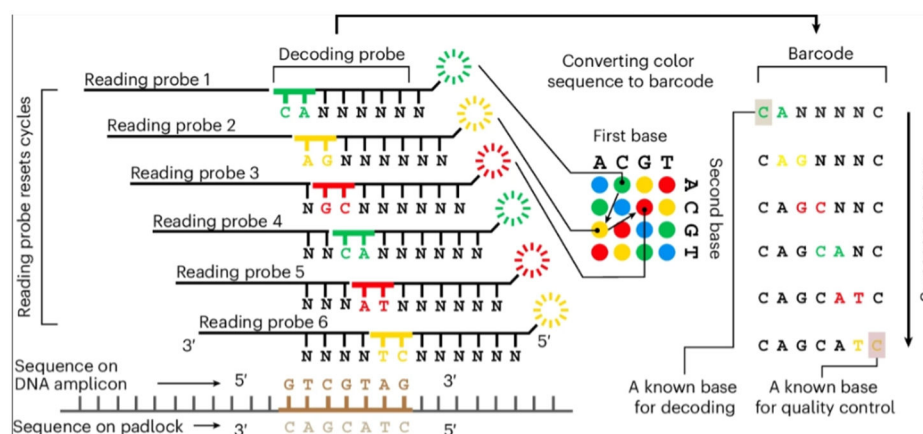 Decoding probe
Reading probe 1
C A N N N N N N
Reading probe 2
A G N N N N N N
Reading probe 3
N G C N N N N N
Reading probe 4
N N C A N N N N N
Reading probe 5
N N N A T N N N N N
Reading probe 6
3'
5'
N N N N T C N N N N N
Reading probe resets cycles
Sequence on
DNA amplicon
5'
G T C G T A G
3'
Sequence on padlock
3'
C A G C A T C
5'
Converting color
sequence to barcode
First base
A C G T
Second base
A
C
G
T
Barcode
C A N N N N C
C A G N N N C
C A G C N N C
C A G C A N C
C A G C A T C
C A G C A T C
A known base
for decoding
A known base
for quality control